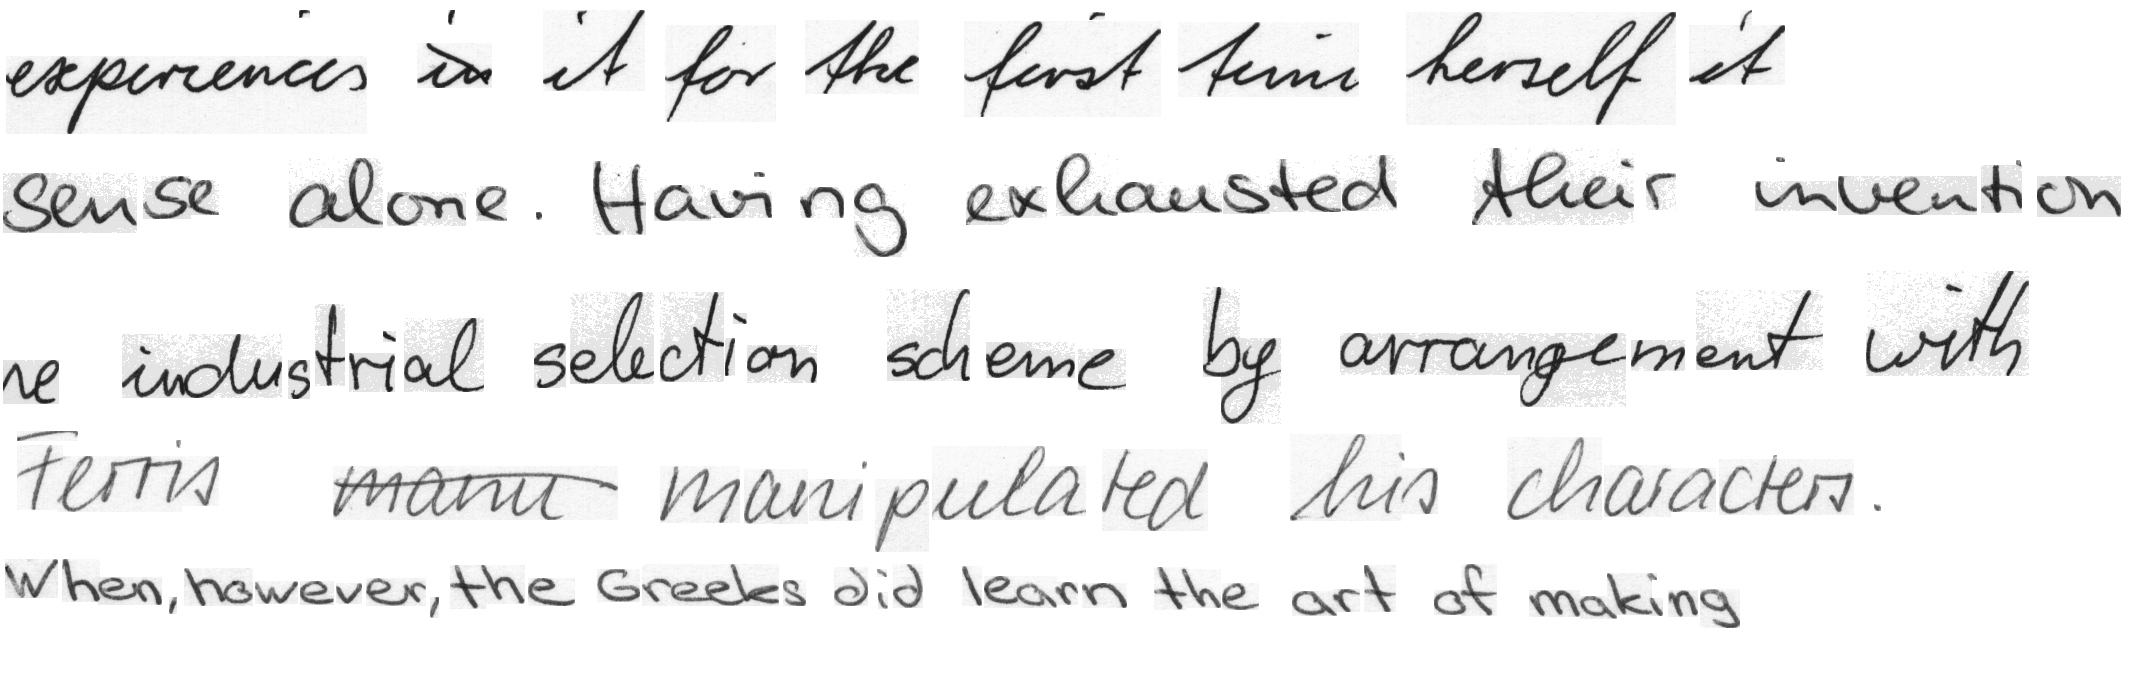 experiences in it for the first time herself it
sense alone. Having exhausted their invention
ne industrial selection scheme by arrangement with
Ferris manu manipulated his characters.
When, however, the Greeks did learn the art of making